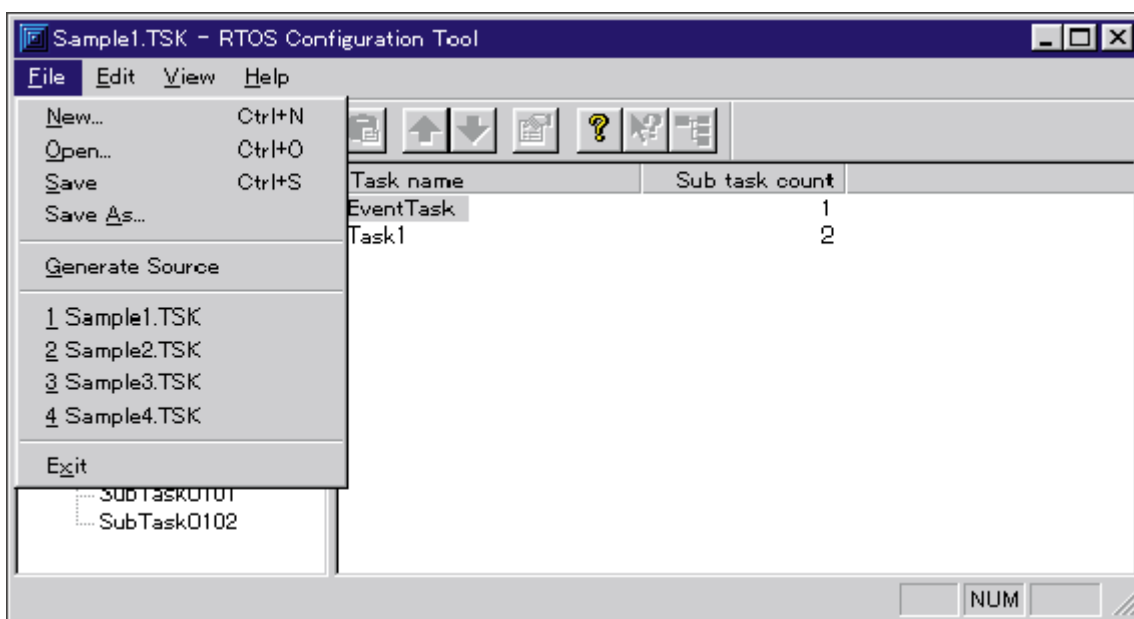 Sample1.TSK - RTOS Configuration Tool
File Edit View Help
New... Ctrl+N
Open... Ctrl+O
Save Ctrl+S
Save As...
Generate Source
1 Sample1.TSK
2 Sample2.TSK
3 Sample3.TSK
4 Sample4.TSK
Exit
SubTask0101
SubTask0102
Task name Sub task count
EventTask 1
Task1 2
NUM